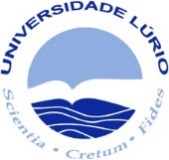 UNIVERSIDADE LÚRIO
Scientia • Cretum • Fides